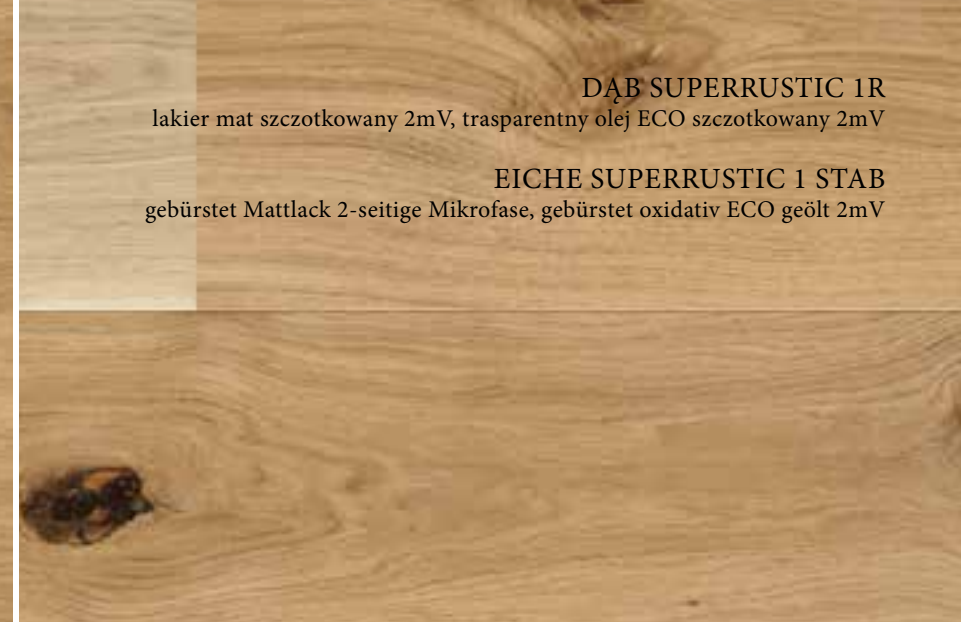 DĄB SUPERRUSTIC 1R
lakier mat szczotkowany 2mV, trasparentny olej ECO szczotkowany 2mV
EICHE SUPERRUSTIC 1 STAB
gebürstet Mattlack 2-seitige Mikrofase, gebürstet oxidativ ECO geölt 2mV